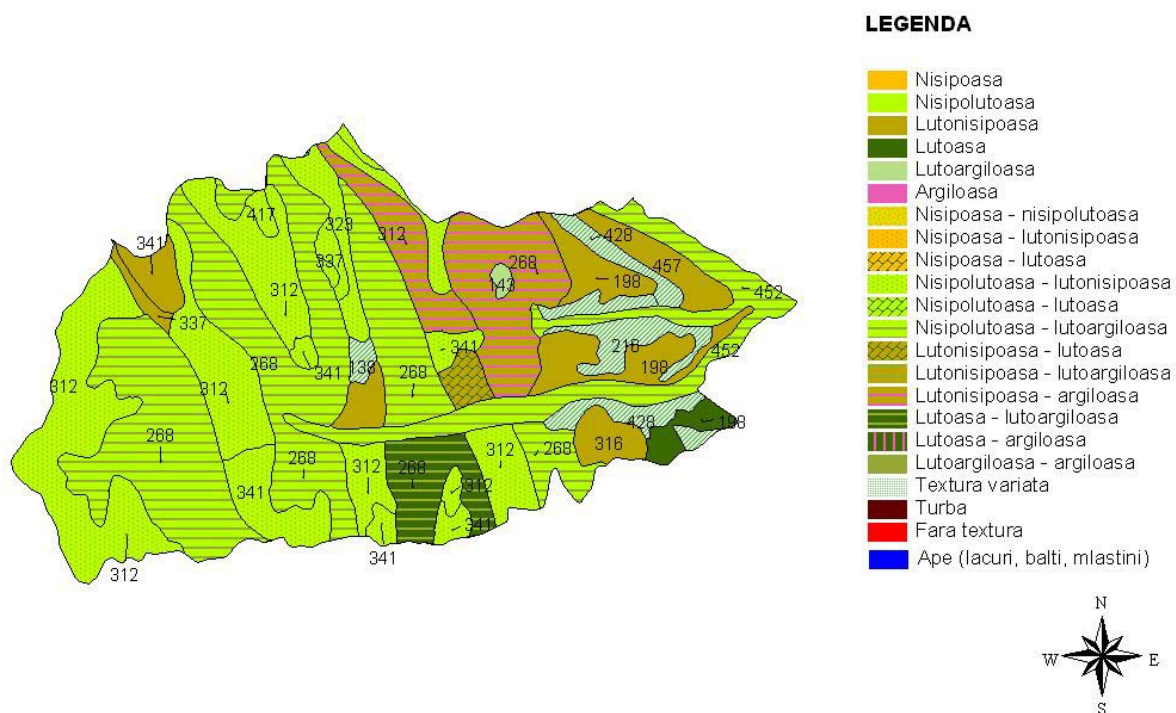 LEGENDA
Nisipoasa
Nisipolutoasa
Lutonisipoasa
Lutoasa
Lutoargiloasa
Argiloasa
Nisipoasa - nisipolutoasa
Nisipoasa - lutonisipoasa
Nisipoasa - lutoasa
Nisipolutoasa - lutonisipoasa
Nisipolutoasa - lutoasa
Nisipolutoasa - lutoargiloasa
Lutonisipoasa - lutoasa
Lutonisipoasa - lutoargiloasa
Lutonisipoasa - argiloasa
Lutoasa - lutoargiloasa
Lutoasa - argiloasa
Lutoargiloasa - argiloasa
Textura variata
Turba
Fara textura
Ape (lacuri, balti, mlastini)
417
323
341
312
428
337
268
457
143
198
312
452
337
341
216
268
341
138
268
198
452
312
312
428
198
268
312
268
316
268
312
268
341
312
341
312
341
N
W
E
S